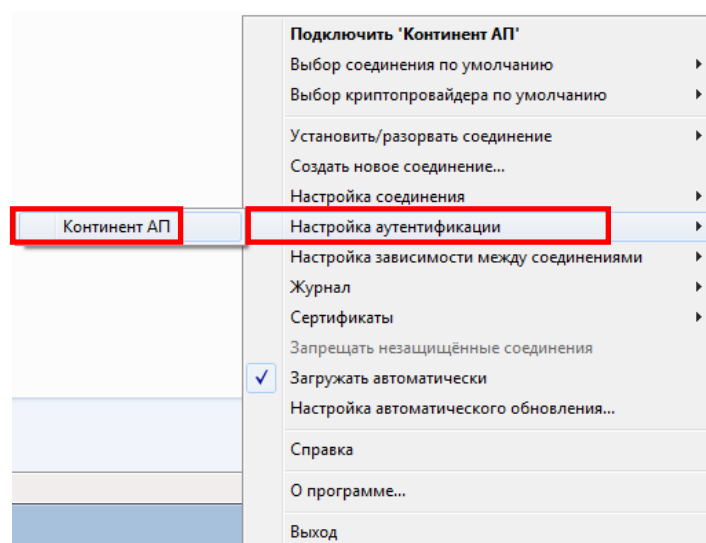 Подключить 'Континент АП'
Выбор соединения по умолчанию
Выбор криптопровайдера по умолчанию
Установить/разорвать соединение
Создать новое соединение...
Настройка соединения
Континент АП
Настройка аутентификации
Настройка зависимости между соединениями
Журнал
Сертификаты
Запрещать незащищённые соединения
Загружать автоматически
Настройка автоматического обновления...
Справка
О программе...
Выход